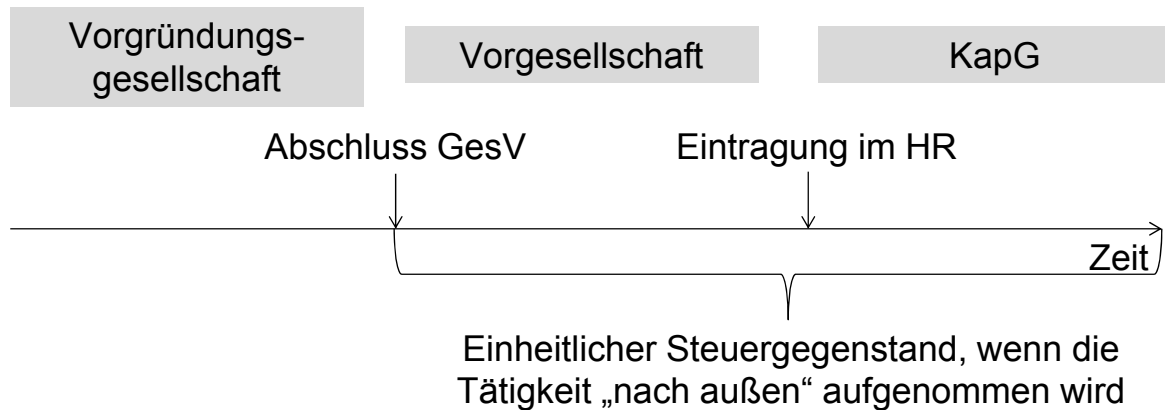 Vorgründungs-
gesellschaft
Vorgesellschaft
KapG
Abschluss GesV
Eintragung im HR
Zeit
Einheitlicher Steuergegenstand, wenn die
Tätigkeit „nach außen“ aufgenommen wird